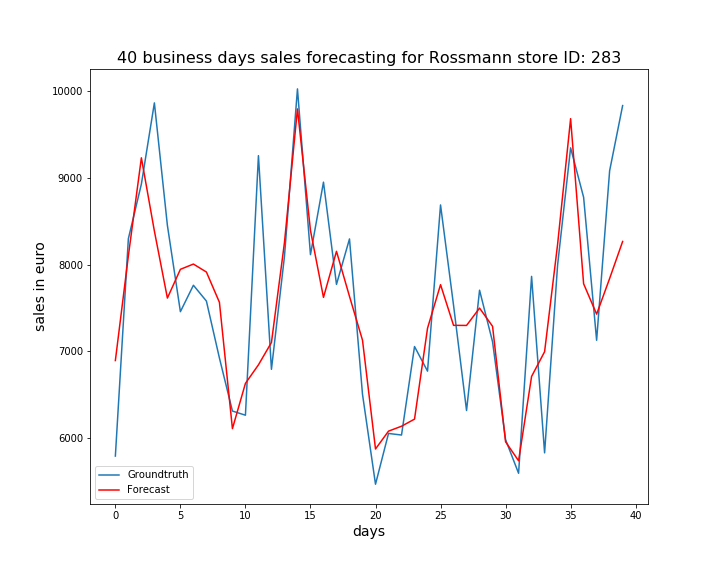 40 business days sales forecasting for Rossmann store ID: 283
10000
9000
8000
7000
6000
sales in euro
Groundtruth
Forecast
0 5 10 15 20 25 30 35 40
days